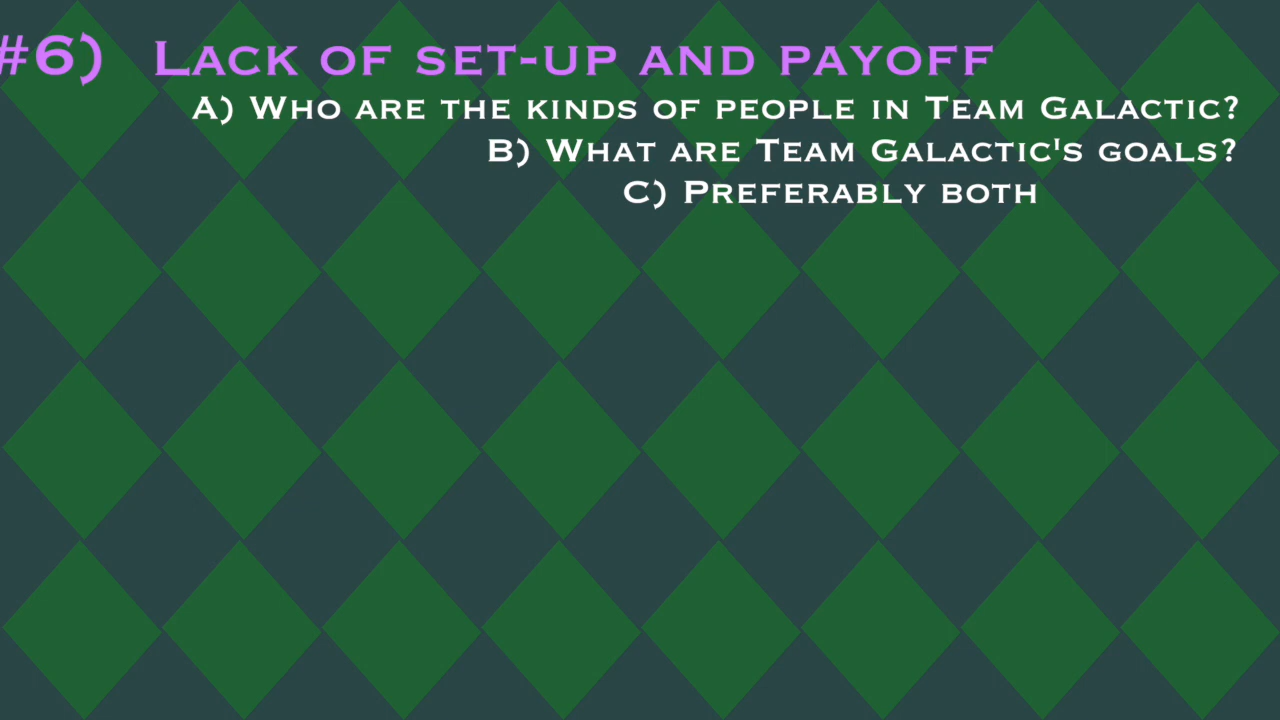 #6) Lack of set-up and payoff
A) Who are the kinds of people in Team Galactic?
B) What are Team Galactic's goals?
C) Preferably both